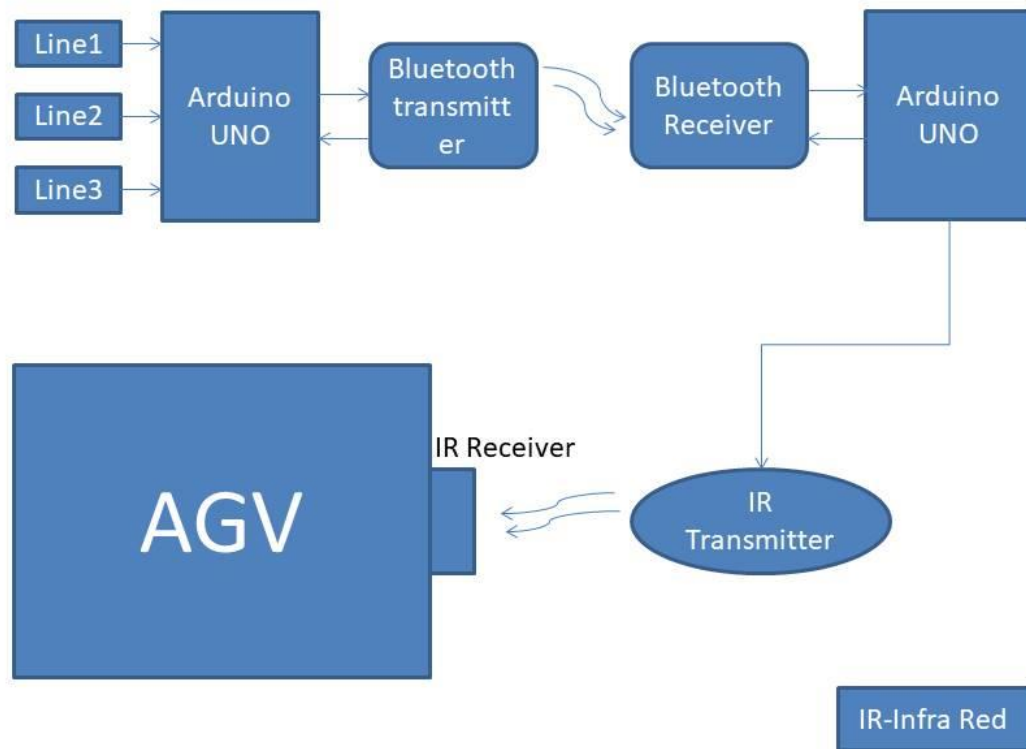 Line1
Line2
Line3
Arduino
UNO
Bluetooth
transmitt
er
Bluetooth
Receiver
Arduino
UNO
IR Receiver
AGV
IR
Transmitter
IR-Infra Red